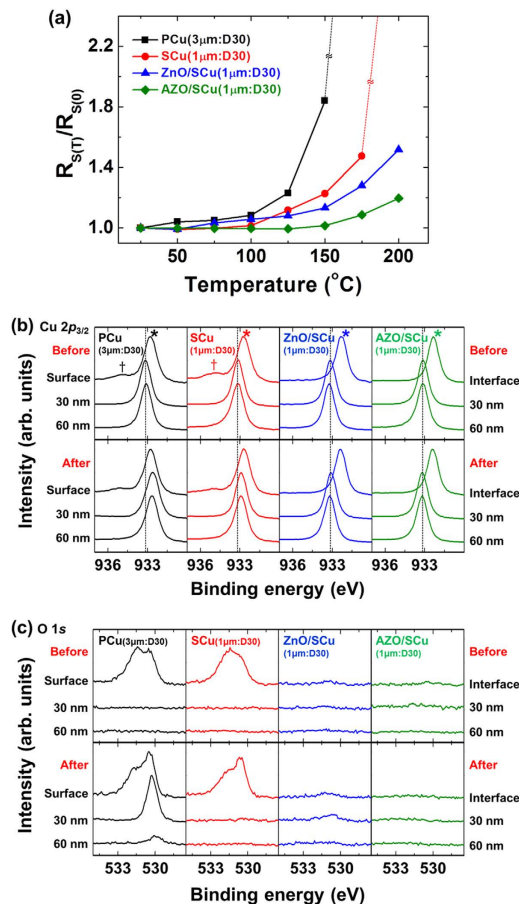 (a)
PCu(3μm:D30)
SCu(1μm:D30)
ZnO/SCu(1μm:D30)
AZO/SCu(1μm:D30)
R_S(T)/R_S(0)
2.2
1.8
1.4
1.0
≈
≈
50 100 150 200
Temperature (°C)
(b) Cu 2p3/2
Before
Surface
30 nm
60 nm
After
Surface
30 nm
60 nm
PCu
(3μm:D30)
*
†
SCu
(1μm:D30)
*
†
ZnO/SCu
(1μm:D30)
*
AZO/SCu
(1μm:D30)
*
Before
Interface
30 nm
60 nm
After
Interface
30 nm
60 nm
Intensity (arb. units)
936 933 936 933 936 933 936 933
Binding energy (eV)
(c) O 1s
Before
Surface
30 nm
60 nm
After
Surface
30 nm
60 nm
PCu(3μm:D30)
SCu(1μm:D30)
ZnO/SCu
(1μm:D30)
AZO/SCu
(1μm:D30)
Before
Interface
30 nm
60 nm
After
Interface
30 nm
60 nm
Intensity (arb. units)
533 530 533 530 533 530 533 530
Binding energy (eV)